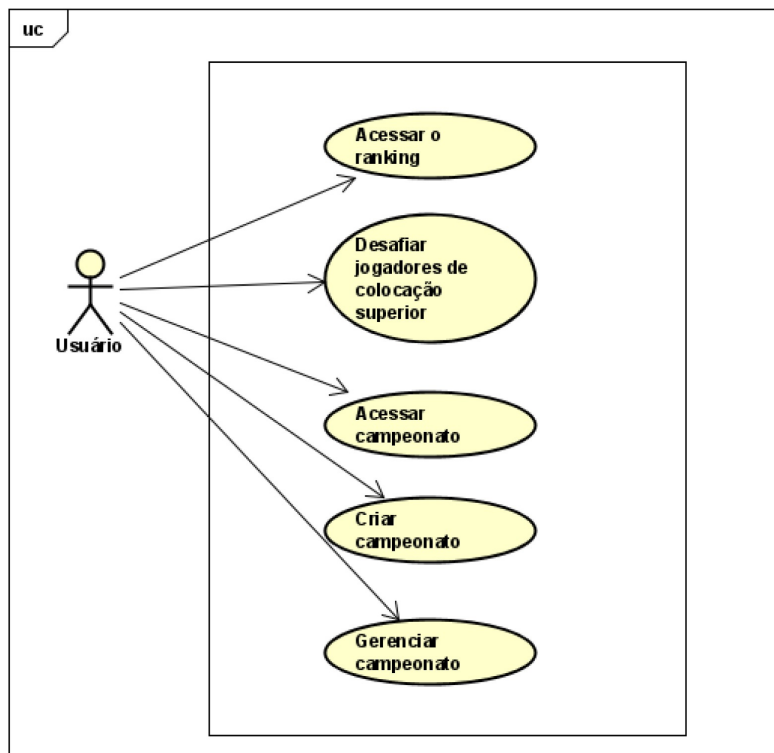 uc
Acessar o
ranking
Desafiar
jogadores de
colocação
superior
Usuário
Acessar
campeonato
Criar
campeonato
Gerenciar
campeonato